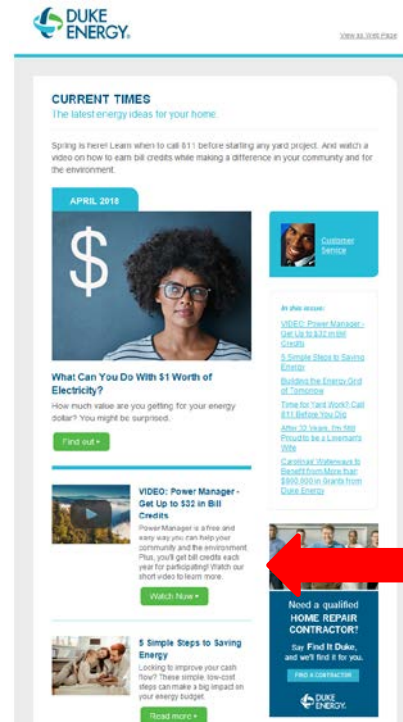 DUKE
ENERGY®
View as Web Page
CURRENT TIMES
The latest energy ideas for your home.
Spring is here! Learn when to call 811 before starting any yard project. And watch a
video on how to earn bill credits while making a difference in your community and for
the environment.
APRIL 2018
$
Customer
Service
What Can You Do With $1 Worth of
Electricity?
How much value are you getting for your energy
dollar? You might be surprised.
Find out
In this issue:
VIDEO: Power Manager -
Get Up to $32 in Bill
Credits
5 Simple Steps to Saving
Energy
Building the Energy Grid
of Tomorrow
Time for Yard Work? Call
811 Before You Dig
After 32 Years, I'm Still
Proud to be a Lineman's
Wife
Carolinas' Waterways to
Benefit from More than
$900,000 in Grants from
Duke Energy
VIDEO: Power Manager -
Get Up to $32 in Bill
Credits
Power Manager is a free and
easy way you can help your
community and the environment.
Plus, you'll get bill credits each
year for participating! Watch our
short video to learn more.
Watch Now
5 Simple Steps to Saving
Energy
Looking to improve your cash
flow? These simple, low-cost
steps can make a big impact on
your energy budget.
Read more
Need a qualified
HOME REPAIR
CONTRACTOR?
Say Find It Duke,
and we'll find it for you.
FIND A CONTRACTOR
DUKE
ENERGY.